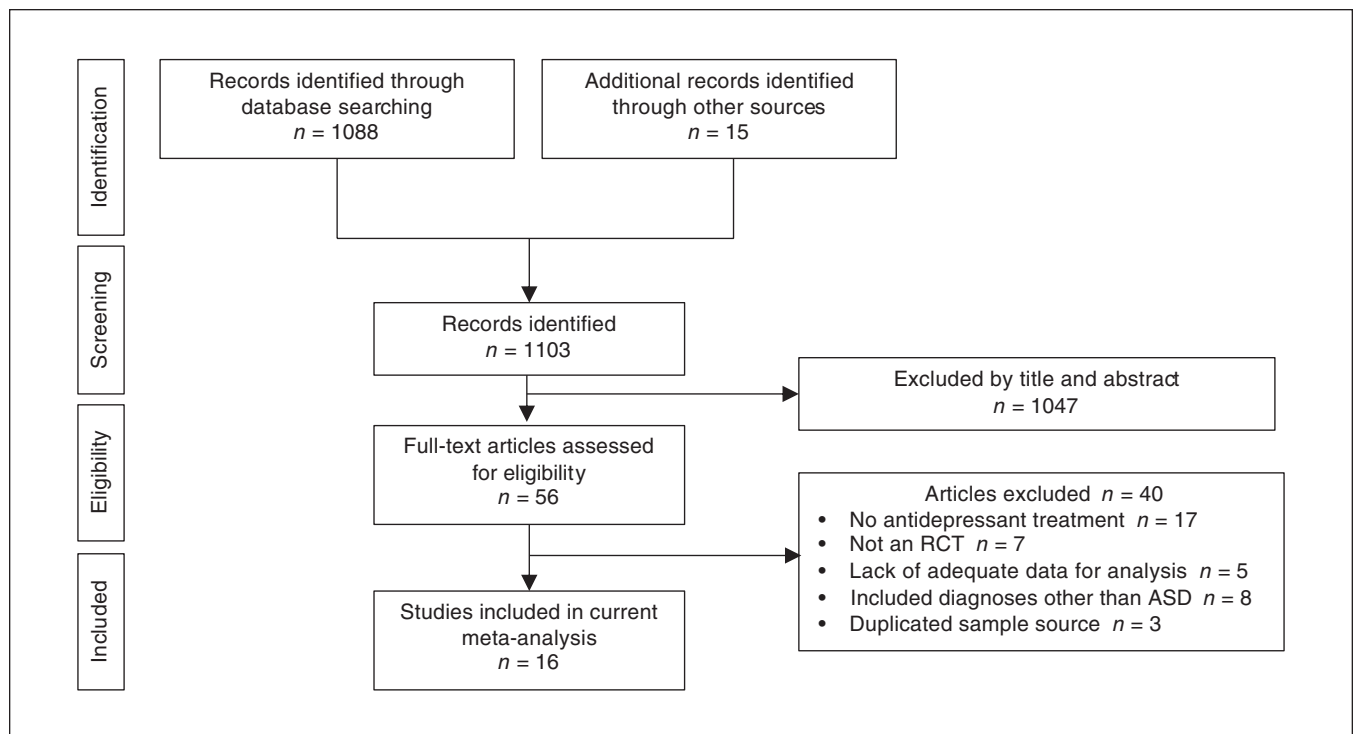 Identification
Records identified through
database searching
n = 1088
Additional records identified
through other sources
n = 15
Screening
Records identified
n = 1103
Excluded by title and abstract
n = 1047
Eligibility
Full-text articles assessed
for eligibility
n = 56
Articles excluded n = 40
• No antidepressant treatment n = 17
• Not an RCT n = 7
• Lack of adequate data for analysis n = 5
• Included diagnoses other than ASD n = 8
• Duplicated sample source n = 3
Included
Studies included in current
meta-analysis
n = 16